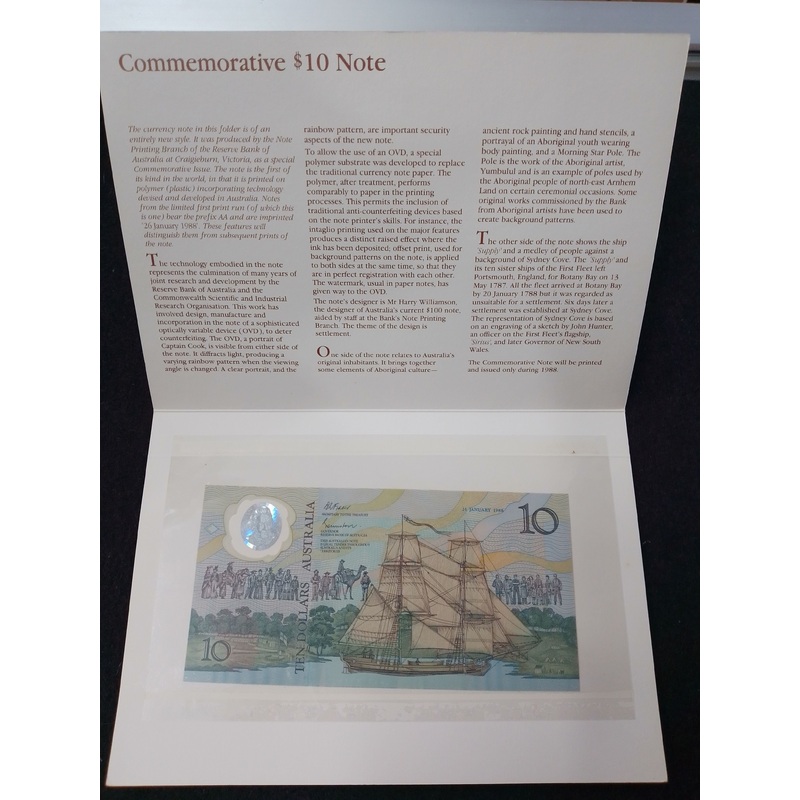 Commemorative $10 Note
The currency note in this folder is of an
entirely new style. It was produced by the Note
Printing Branch of the Reserve Bank of
Australia at Craigieburn, Victoria, as a special
Commemorative Issue. The note is the first of
its kind in the world, in that it is printed on
polymer (plastic) incorporating technology
devised and developed in Australia. Notes
from the limited first print run (of which this
is one) bear the prefix AA and are imprinted
'26 January 1988'. These features will
distinguish them from subsequent prints of
the note.
The technology embodied in the note
represents the culmination of many years of
joint research and development by the
Reserve Bank of Australia and the
Commonwealth Scientific and Industrial
Research Organisation. This work has
involved design, manufacture and
incorporation in the note of a sophisticated
optically variable device (OVD), to deter
counterfeiting. The OVD, a portrait of
Captain Cook, is visible from either side of
the note. It diffracts light, producing a
varying rainbow pattern when the viewing
angle is changed. A clear portrait, and the
rainbow pattern, are important security
aspects of the new note.
To allow the use of an OVD, a special
polymer substrate was developed to replace
the traditional currency note paper. The
polymer, after treatment, performs
comparably to paper in the printing
processes. This permits the inclusion of
traditional anti-counterfeiting devices based
on the note printer's skills. For instance, the
intaglio printing used on the major features
produces a distinct raised effect where the
ink has been deposited; offset print, used for
background patterns on the note, is applied
to both sides at the same time, so that they
are in perfect registration with each other.
The watermark, usual in paper notes, has
given way to the OVD.
The note's designer is Mr Harry Williamson,
the designer of Australia's current $100 note,
aided by staff at the Bank's Note Printing
Branch. The theme of the design is
settlement.
One side of the note relates to Australia's
original inhabitants. It brings together
some elements of Aboriginal culture—
ancient rock painting and hand stencils, a
portrayal of an Aboriginal youth wearing
body painting, and a Morning Star Pole. The
Pole is the work of the Aboriginal artist,
Yumbulul and is an example of poles used by
the Aboriginal people of north-east Arnhem
Land on certain ceremonial occasions. Some
original works commissioned by the Bank
from Aboriginal artists have been used to
create background patterns.
The other side of the note shows the ship
'Supply' and a medley of people against a
background of Sydney Cove. The 'Supply' and
its ten sister ships of the First Fleet left
Portsmouth, England, for Botany Bay on 13
May 1787. All the fleet arrived at Botany Bay
by 20 January 1788 but it was regarded as
unsuitable for a settlement. Six days later a
settlement was established at Sydney Cove.
The representation of Sydney Cove is based
on an engraving of a sketch by John Hunter,
an officer on the First Fleet's flagship,
'Sirius', and later Governor of New South
Wales.
The Commemorative Note will be printed
and issued only during 1988.
10
AUSTRALIA
TEN DOLLARS
10